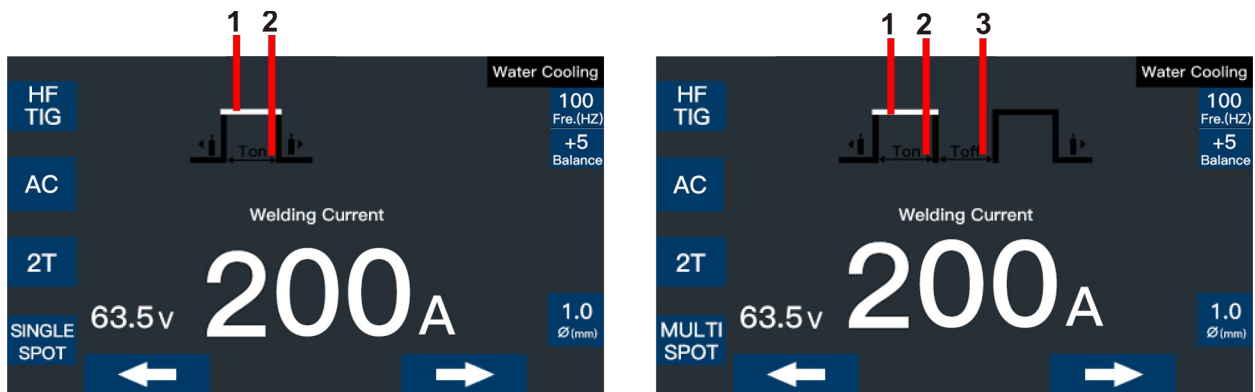 1 2
Water Cooling
HF
TIG
100
Fre.(HZ)
+5
Balance
Ton
AC
Welding Current
2T
200A
63.5V
1.0
Ø(mm)
SINGLE
SPOT
1 2 3
Water Cooling
HF
TIG
100
Fre.(HZ)
+5
Balance
Ton Toff
AC
Welding Current
2T
200A
63.5V
1.0
Ø(mm)
MULTI
SPOT